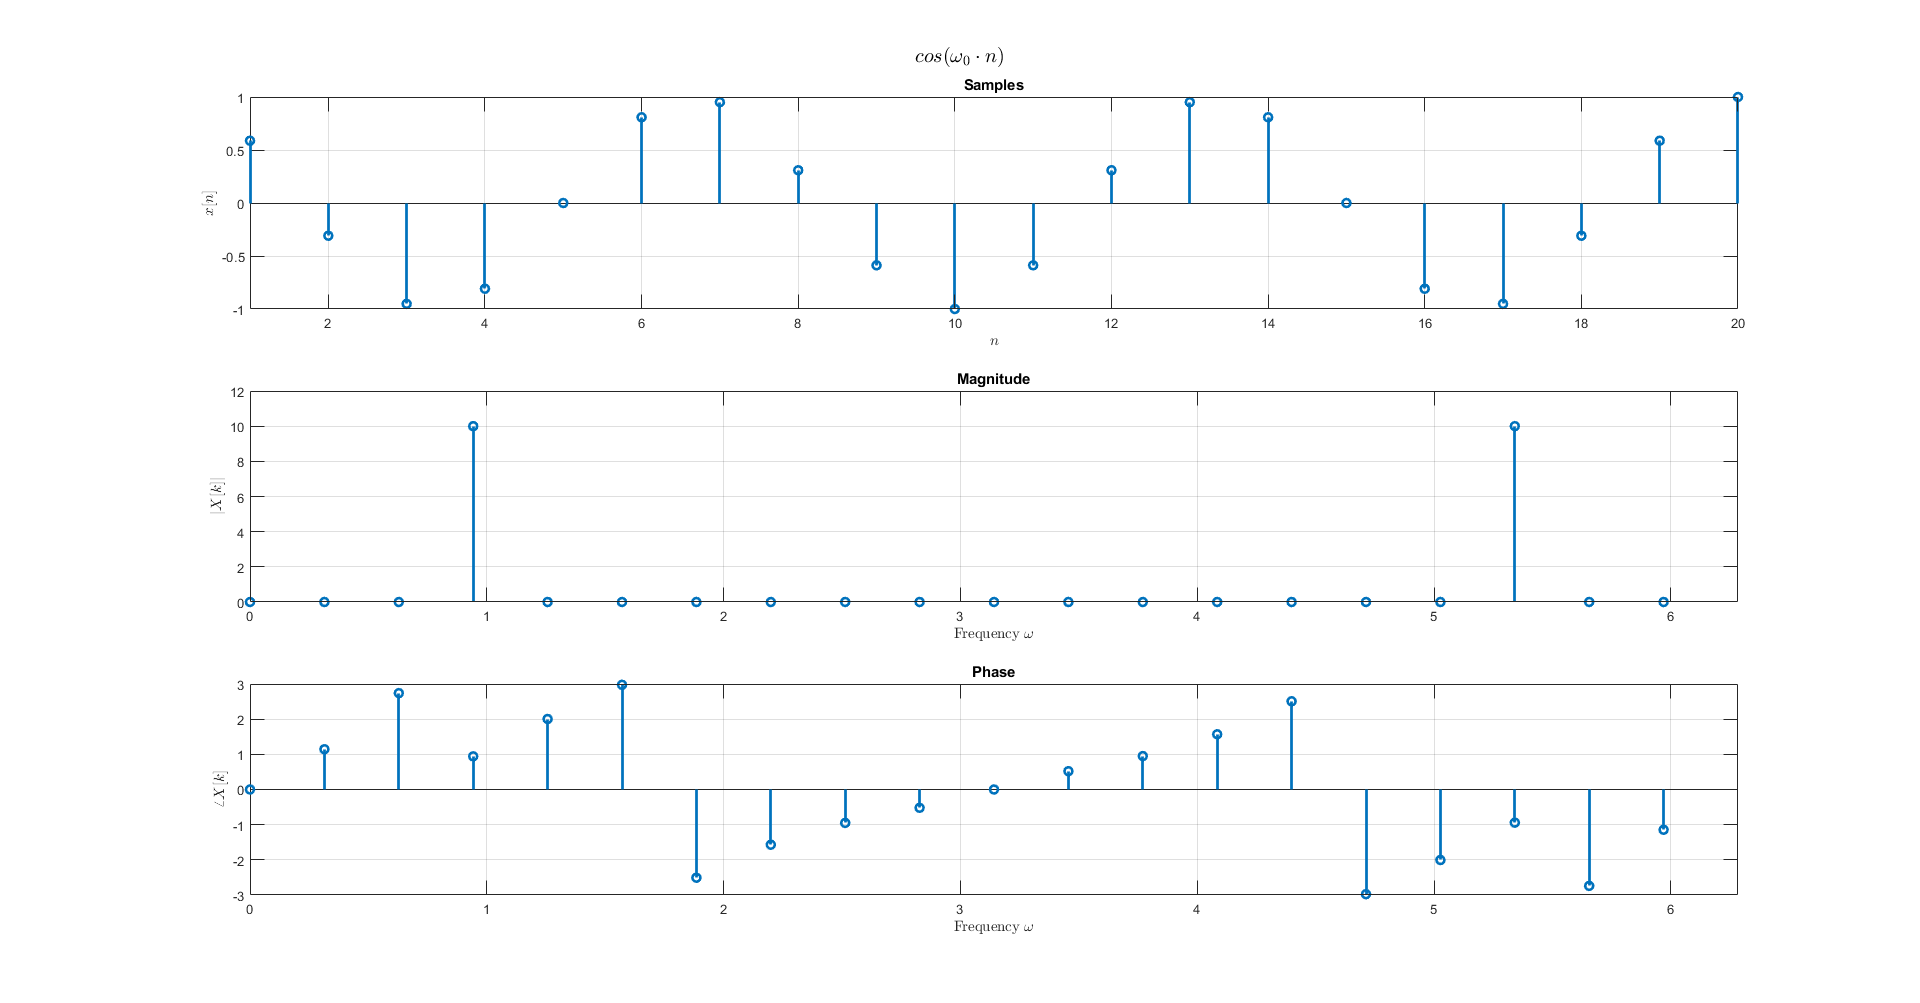 cos(ω₀ · n)
Samples
1
0.5
0
-0.5
-1
x[n]
2 4 6 8 10 12 14 16 18 20
n
Magnitude
12
10
8
6
4
2
0
|X[k]|
0 1 2 3 4 5 6
Frequency ω
Phase
3
2
1
0
-1
-2
-3
∠X[k]
0 1 2 3 4 5 6
Frequency ω